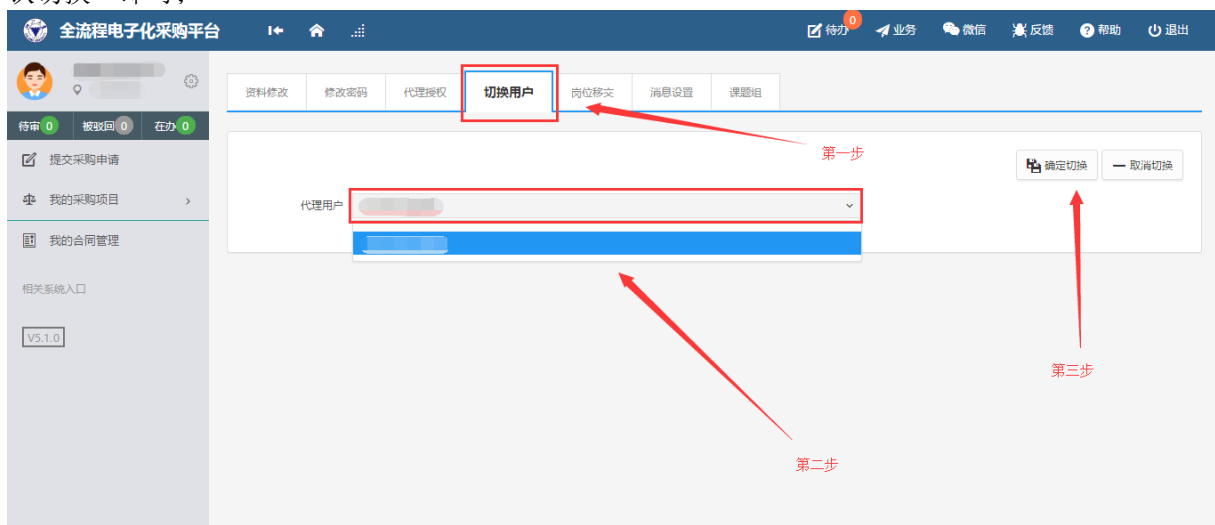 全流程电子化采购平台
待办 0 业务 微信 反馈 帮助 退出
待审 0 被驳回 0 在办 0
提交采购申请
我的采购项目
我的合同管理
相关系统入口
V5.1.0
资料修改 修改密码 代理授权 切换用户 岗位移交 消息设置 课题组
第一步
确定切换 取消切换
代理用户
第三步
第二步